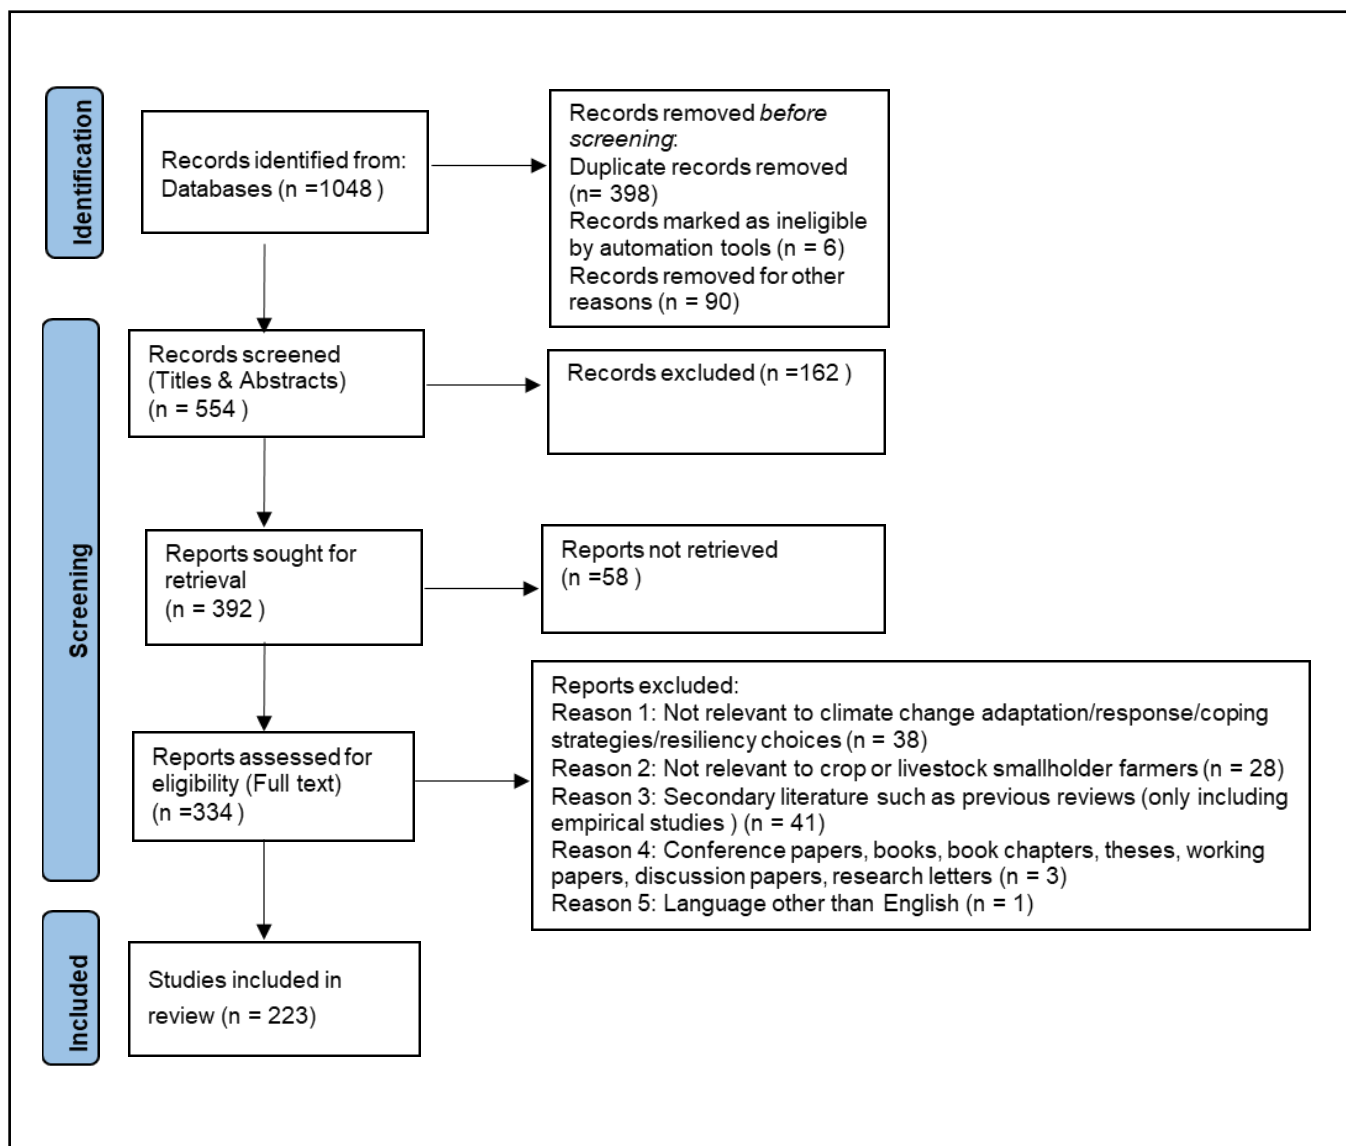 Identification
Records identified from:
Databases (n =1048 )
Records removed before
screening:
Duplicate records removed
(n= 398)
Records marked as ineligible
by automation tools (n = 6)
Records removed for other
reasons (n = 90)
Screening
Records screened
(Titles & Abstracts)
(n = 554 )
Records excluded (n =162 )
Reports sought for
retrieval
(n = 392 )
Reports not retrieved
(n =58 )
Reports assessed for
eligibility (Full text)
(n =334 )
Reports excluded:
Reason 1: Not relevant to climate change adaptation/response/coping
strategies/resiliency choices (n = 38)
Reason 2: Not relevant to crop or livestock smallholder farmers (n = 28)
Reason 3: Secondary literature such as previous reviews (only including
empirical studies ) (n = 41)
Reason 4: Conference papers, books, book chapters, theses, working
papers, discussion papers, research letters (n = 3)
Reason 5: Language other than English (n = 1)
Included
Studies included in
review (n = 223)